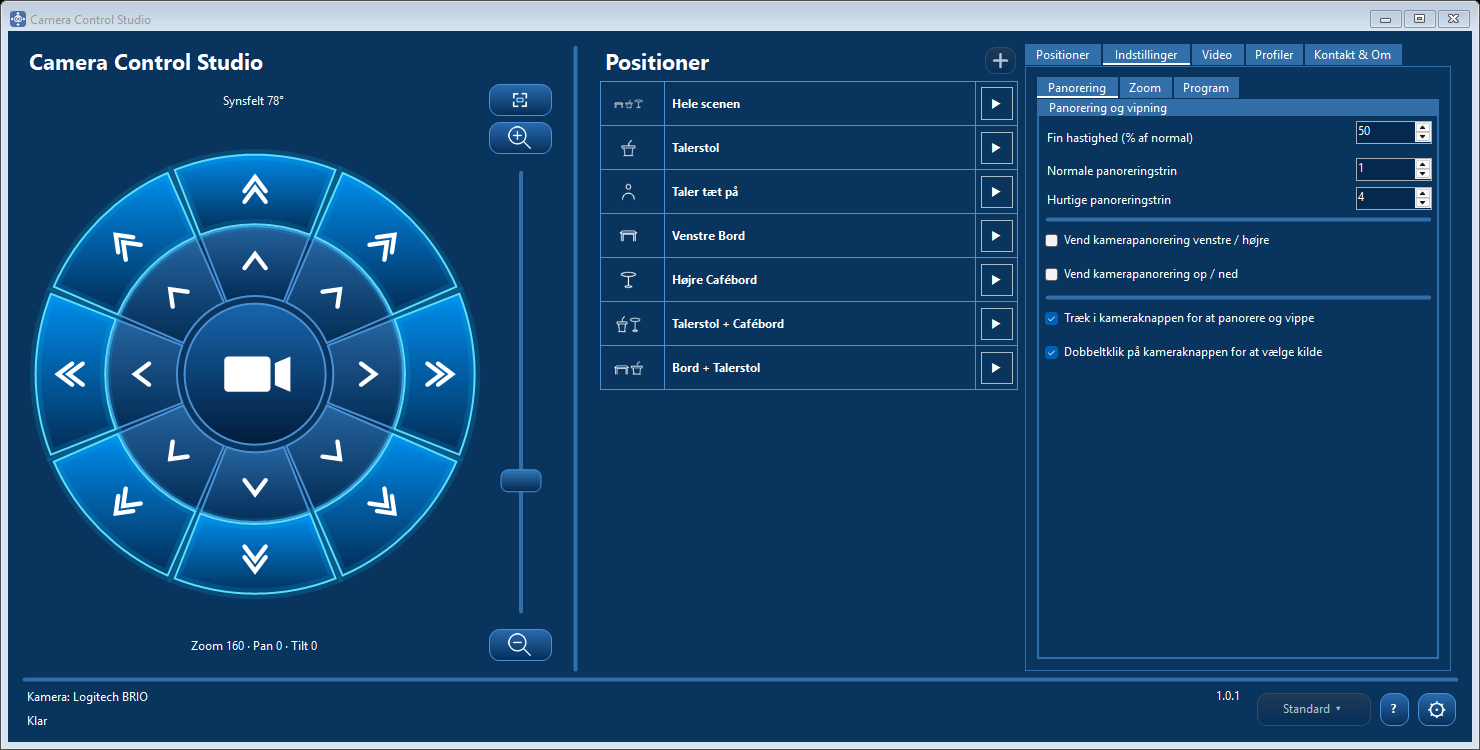 Camera Control Studio
Camera Control Studio
Synsfelt 78°
Zoom 160 · Pan 0 · Tilt 0
Positioner
Hele scenen
Talerstol
Taler tæt på
Venstre Bord
Højre Cafébord
Talerstol + Cafébord
Bord + Talerstol
Positioner Indstillinger Video Profiler Kontakt & Om
Panorering Zoom Program
Panorering og vipning
Fin hastighed (% af normal) 50
Normale panoreringstrin 1
Hurtige panoreringstrin 4
Vend kamerapanorering venstre / højre
Vend kamerapanorering op / ned
Træk i kameraknappen for at panorere og vippe
Dobbeltklik på kameraknappen for at vælge kilde
Kamera: Logitech BRIO
Klar
1.0.1
Standard
?